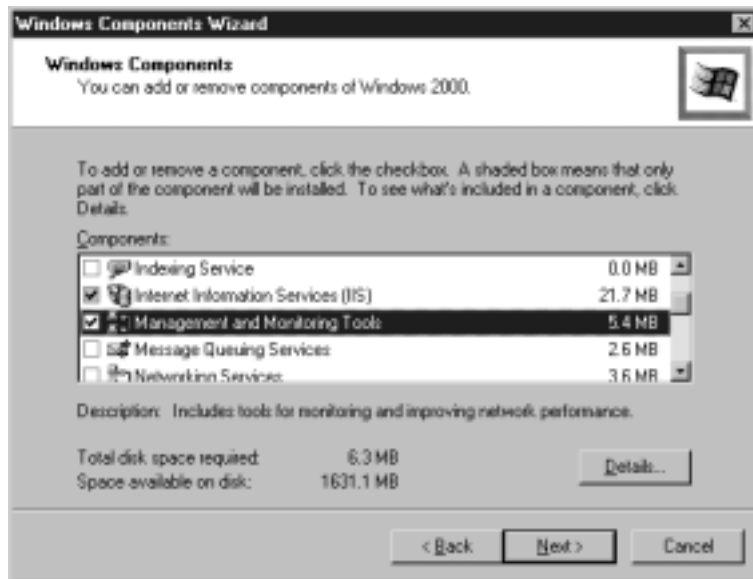 Windows Components Wizard
Windows Components
You can add or remove components of Windows 2000.
To add or remove a component, click the checkbox. A shaded box means that only
part of the component will be installed. To see what's included in a component, click
Details.
Components:
Indexing Service 0.0 MB
Internet Information Services (IIS) 21.7 MB
Management and Monitoring Tools 5.4 MB
Message Queuing Services 2.6 MB
Networking Services 3.6 MB
Description: Includes tools for monitoring and improving network performance.
Total disk space required: 6.3 MB
Space available on disk: 1631.1 MB
Details...
< Back Next > Cancel